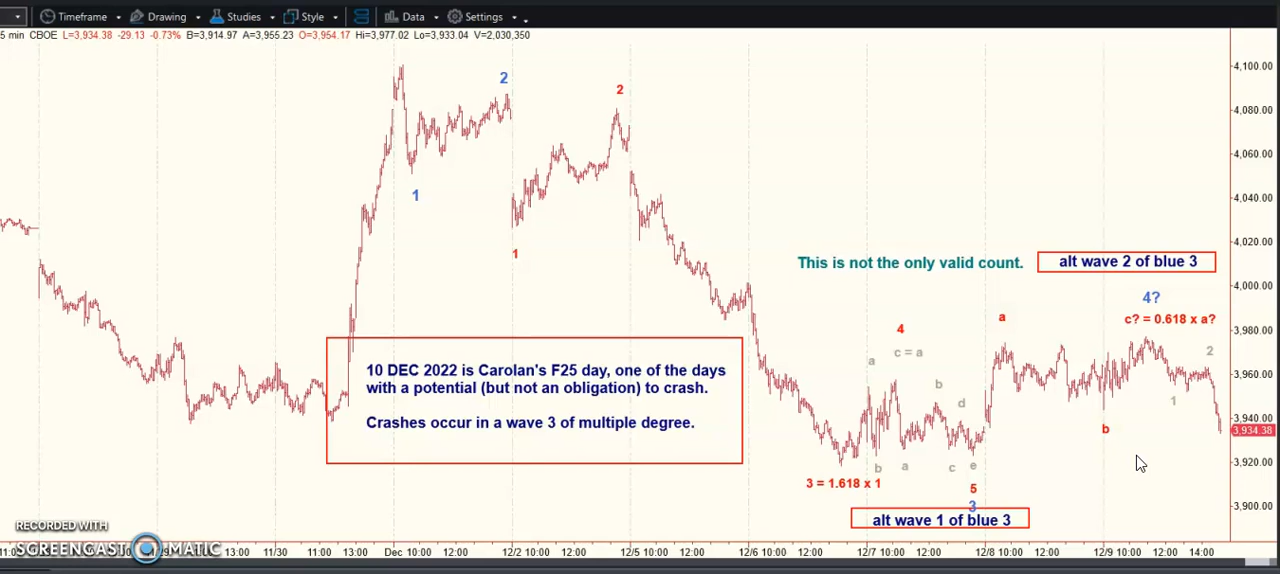 Timeframe Drawing Studies Style Data Settings
5 min CBOE L=3,934.38 -29.13 -0.73% B=3,914.97 A=3,955.23 O=3,954.17 Hi=3,977.02 Lo=3,933.04 V=2,030,350
4,100.00
2
2
4,080.00
4,060.00
1
4,040.00
4,020.00
1
This is not the only valid count.
alt wave 2 of blue 3
4,000.00
4?
c? = 0.618 x a?
a
4
3,980.00
a
c = a
2
3,960.00
b
d
1
10 DEC 2022 is Carolan's F25 day, one of the days
with a potential (but not an obligation) to crash.
Crashes occur in a wave 3 of multiple degree.
3,940.00
b
3,934.38
b
a
c
e
3,920.00
3 = 1.618 x 1
5
3
3,900.00
alt wave 1 of blue 3
RECORDED WITH
SCREENCAST MATIC
13:00 11/30 11:00 13:00 Dec 10:00 12:00 12/2 10:00 12:00 12/5 10:00 12:00 12/6 10:00 12:00 12/7 10:00 12:00 12/8 10:00 12:00 12/9 10:00 12:00 14:00